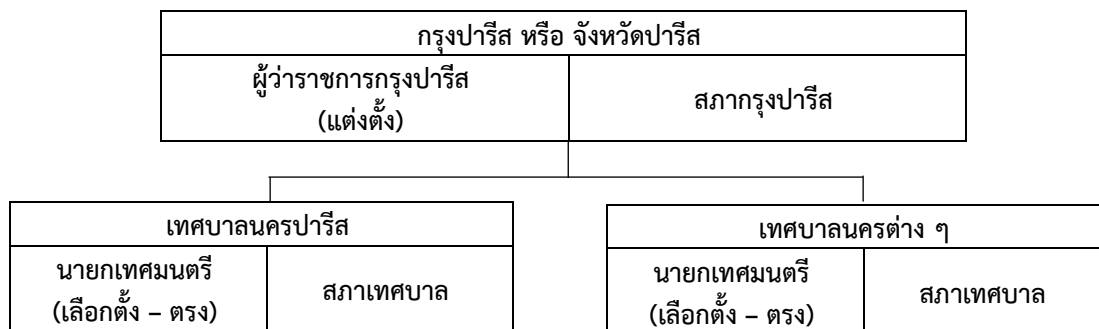 กรุงปารีส หรือ จังหวัดปารีส
ผู้ว่าราชการกรุงปารีส
(แต่งตั้ง)
สภากรุงปารีส
เทศบาลนครปารีส
นายกเทศมนตรี
(เลือกตั้ง – ตรง)
สภาเทศบาล
เทศบาลนครต่าง ๆ
นายกเทศมนตรี
(เลือกตั้ง – ตรง)
สภาเทศบาล